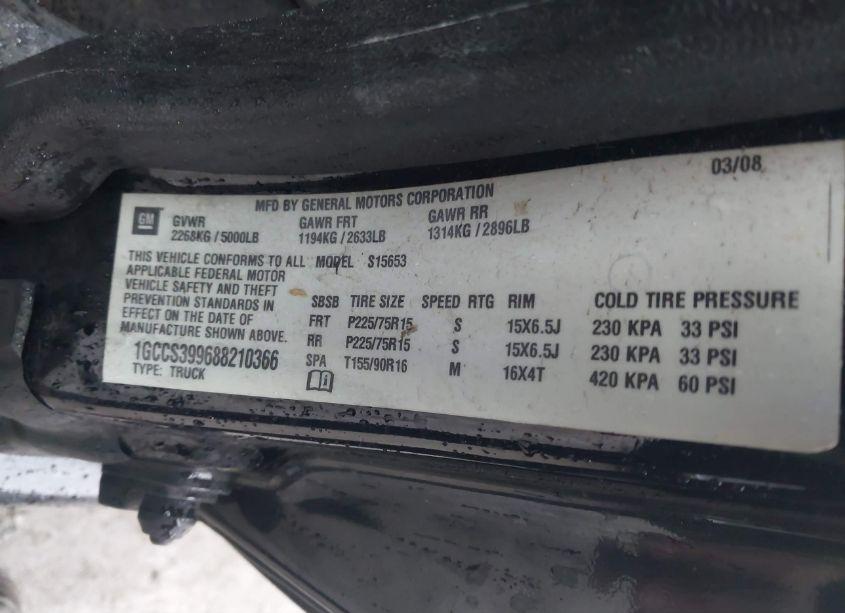 03/08
MFD BY GENERAL MOTORS CORPORATION
GM
GVWR GAWR FRT GAWR RR
2268KG / 5000LB 1194KG / 2633LB 1314KG / 2896LB
THIS VEHICLE CONFORMS TO ALL MODEL S15653
APPLICABLE FEDERAL MOTOR
VEHICLE SAFETY AND THEFT
PREVENTION STANDARDS IN
EFFECT ON THE DATE OF
MANUFACTURE SHOWN ABOVE.
1GCCS399688210366
TYPE: TRUCK
SBSB TIRE SIZE SPEED RTG RIM COLD TIRE PRESSURE
FRT P225/75R15 S 15X6.5J 230 KPA 33 PSI
RR P225/75R15 S 15X6.5J 230 KPA 33 PSI
SPA T155/90R16 M 16X4T 420 KPA 60 PSI